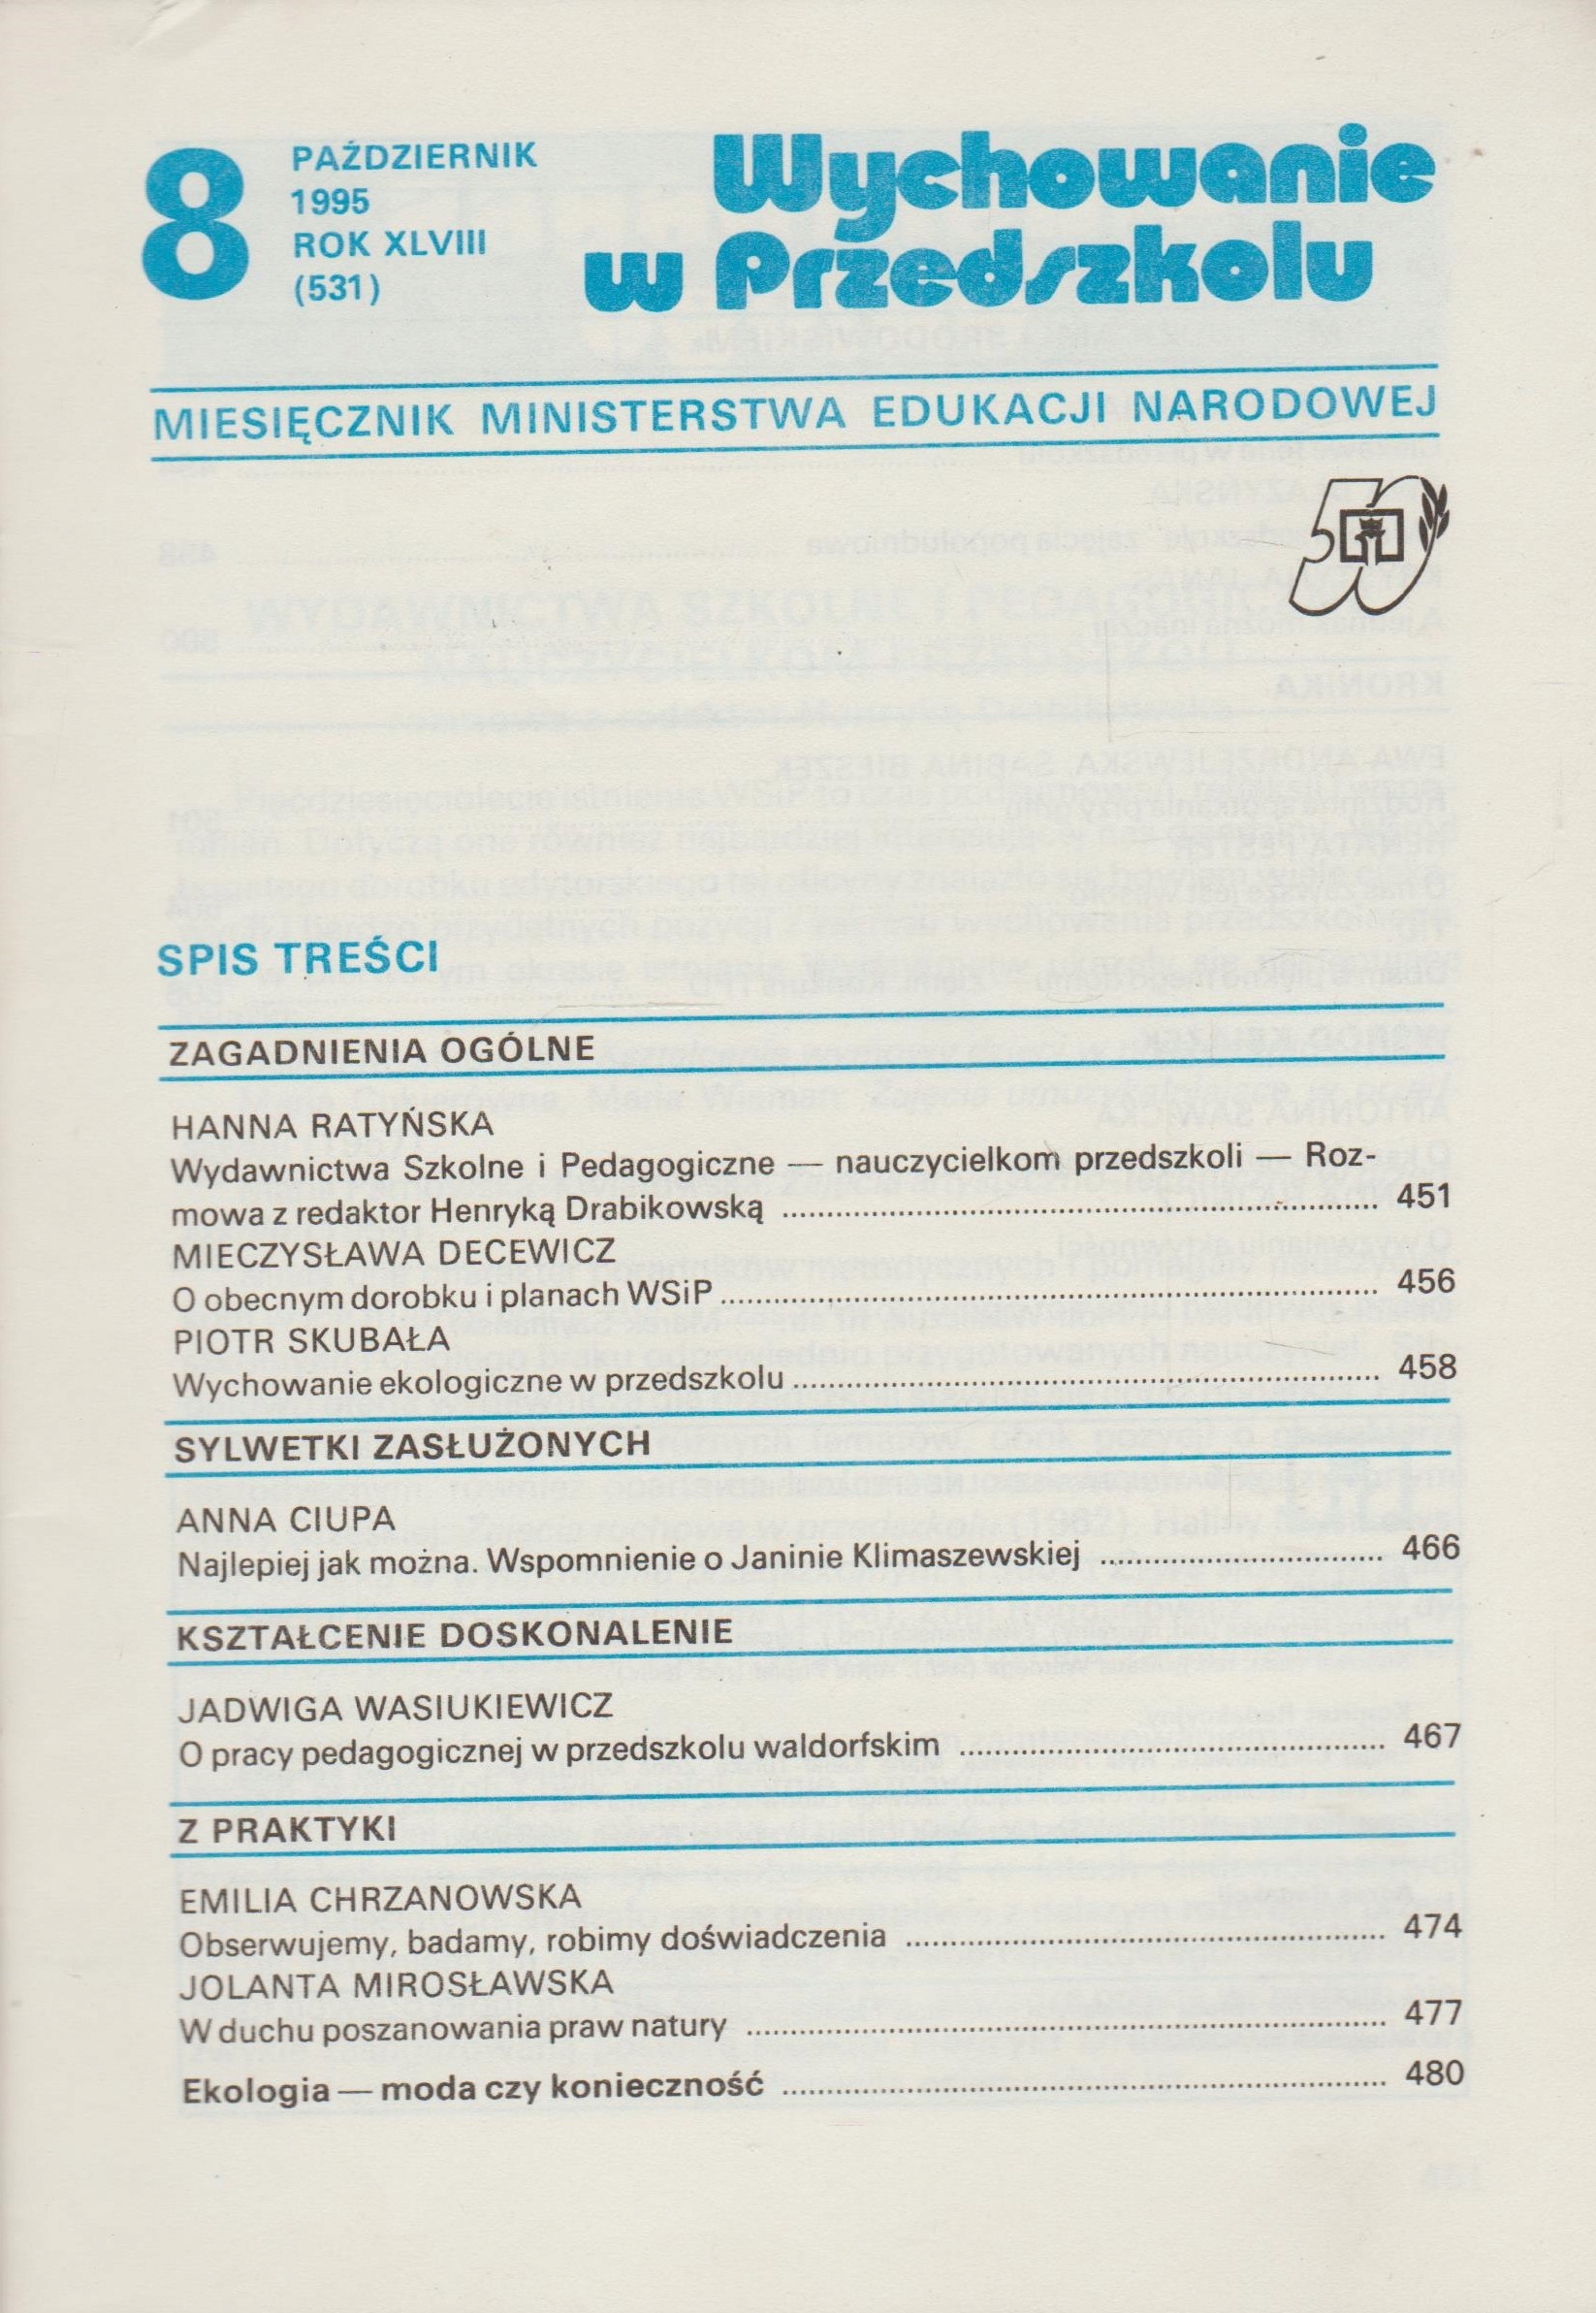 8
PAŹDZIERNIK
1995
ROK XLVIII
(531)
Wychowanie
w Przedszkolu
MIESIĘCZNIK MINISTERSTWA EDUKACJI NARODOWEJ
50
SPIS TREŚCI
ZAGADNIENIA OGÓLNE
HANNA RATYŃSKA
Wydawnictwa Szkolne i Pedagogiczne — nauczycielkom przedszkoli — Roz-
mowa z redaktor Henryką Drabikowską ........ 451
MIECZYSŁAWA DECEWICZ
O obecnym dorobku i planach WSiP ........ 456
PIOTR SKUBAŁA
Wychowanie ekologiczne w przedszkolu ........ 458
SYLWETKI ZASŁUŻONYCH
ANNA CIUPA
Najlepiej jak można. Wspomnienie o Janinie Klimaszewskiej ........ 466
KSZTAŁCENIE DOSKONALENIE
JADWIGA WASIUKIEWICZ
O pracy pedagogicznej w przedszkolu waldorfskim ........ 467
Z PRAKTYKI
EMILIA CHRZANOWSKA
Obserwujemy, badamy, robimy doświadczenia ........ 474
JOLANTA MIROSŁAWSKA
W duchu poszanowania praw natury ........ 477
Ekologia — moda czy konieczność ........ 480